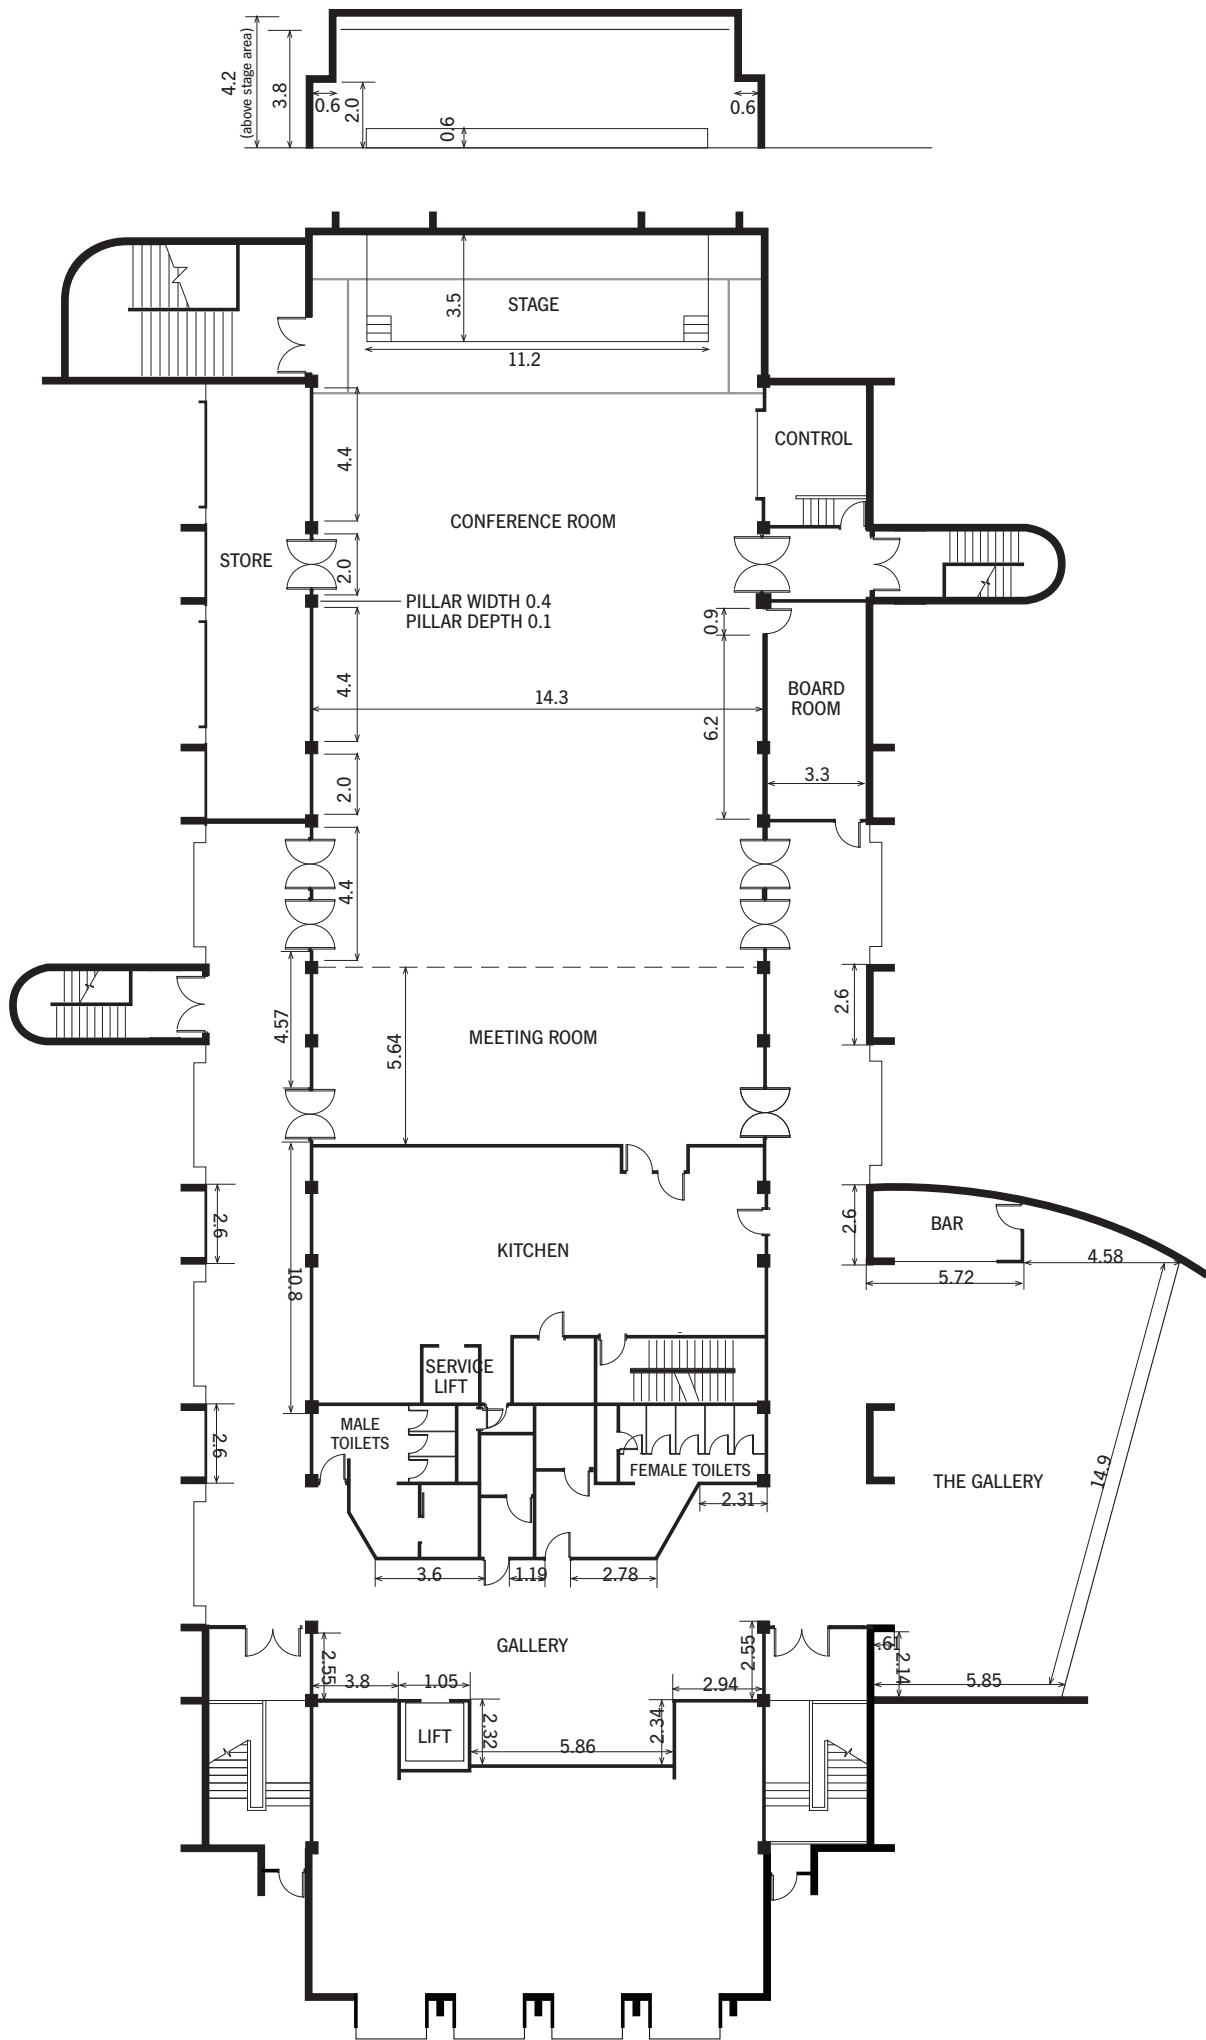 4.2
(above stage area)
3.8
0.6
2.0
0.6
0.6
3.5
STAGE
11.2
4.4
CONTROL
CONFERENCE ROOM
STORE
2.0
PILLAR WIDTH 0.4
PILLAR DEPTH 0.1
0.9
4.4
BOARD
ROOM
14.3
6.2
3.3
2.0
4.4
4.57
5.64
MEETING ROOM
2.6
2.6
KITCHEN
10.8
2.6
BAR
4.58
5.72
SERVICE
LIFT
MALE
TOILETS
2.6
FEMALE TOILETS
2.31
THE GALLERY
14.9
3.6
1.19
2.78
GALLERY
2.55
3.8
1.05
2.94
2.55
.61
2.14
5.85
LIFT
2.32
5.86
2.34